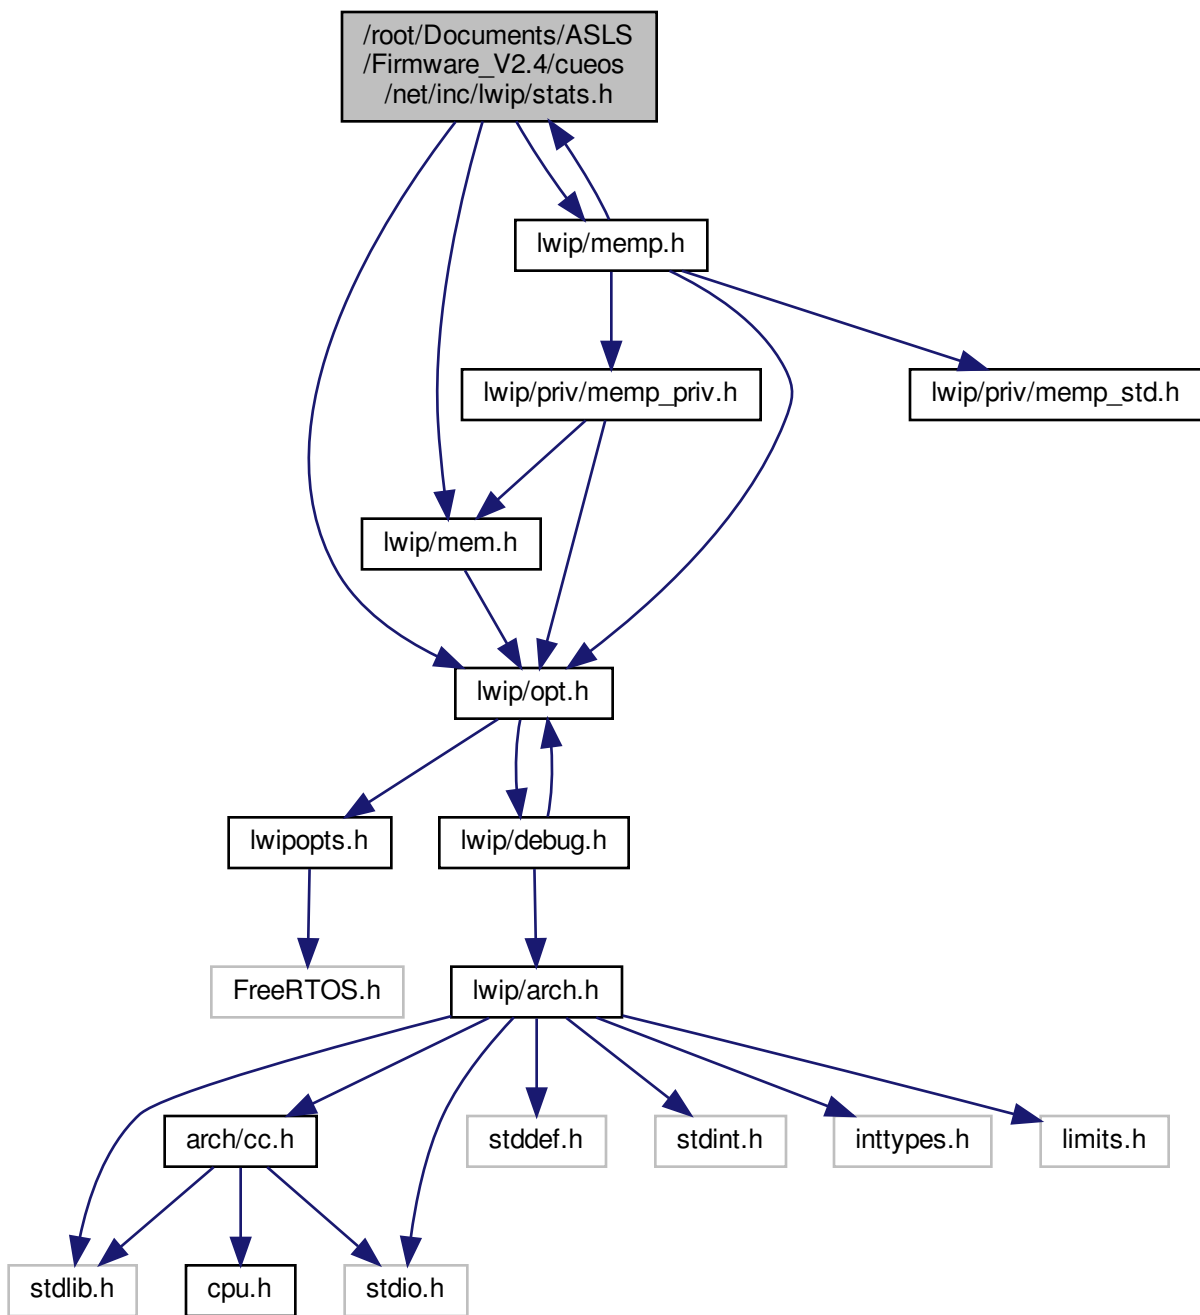 /root/Documents/ASLS
/Firmware_V2.4/cueos
/net/inc/lwip/stats.h
lwip/memp.h
lwip/priv/memp_priv.h
lwip/priv/memp_std.h
lwip/mem.h
lwip/opt.h
lwipopts.h
lwip/debug.h
FreeRTOS.h
lwip/arch.h
arch/cc.h
stddef.h
stdint.h
inttypes.h
limits.h
stdlib.h
cpu.h
stdio.h